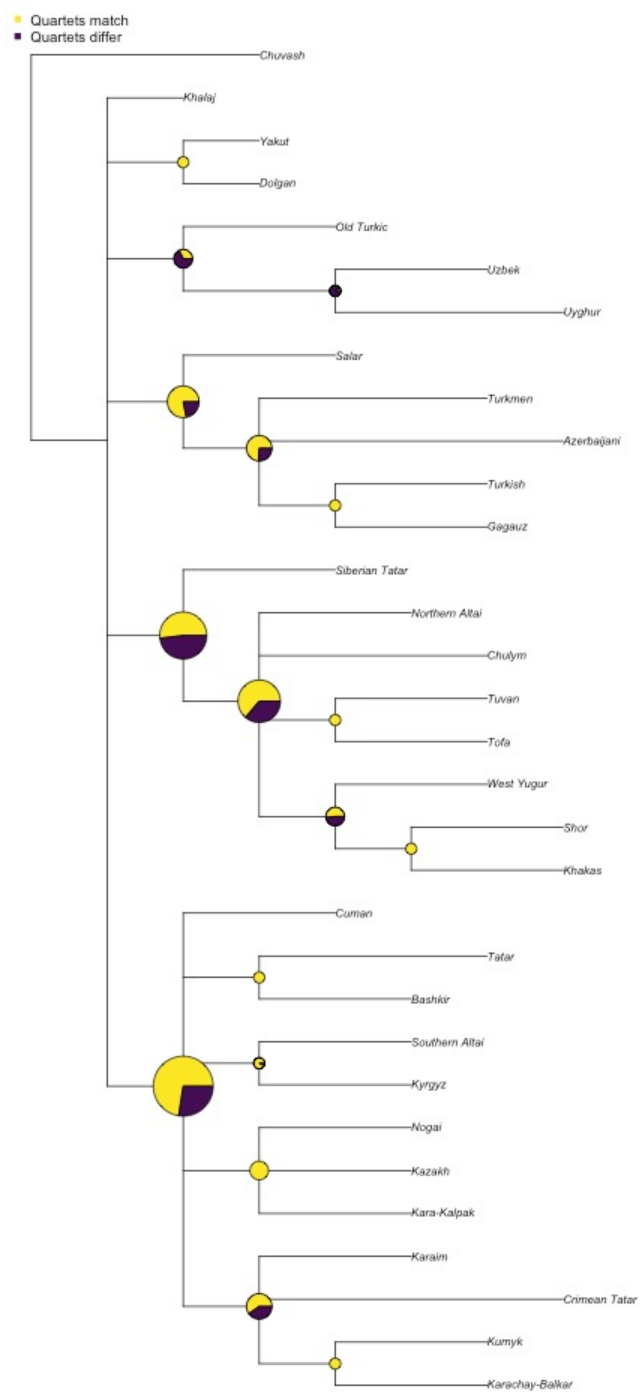 Quartets match
Quartets differ
Chuvash
Khalaj
Yakut
Dolgan
Old Turkic
Uzbek
Uyghur
Salar
Turkmen
Azerbaijani
Turkish
Gagauz
Siberian Tatar
Northern Altai
Chulym
Tuvan
Tofa
West Yugur
Shor
Khakas
Cuman
Tatar
Bashkir
Southern Altai
Kyrgyz
Nogai
Kazakh
Kara-Kalpak
Karaim
Crimean Tatar
Kumyk
Karachay-Balkar